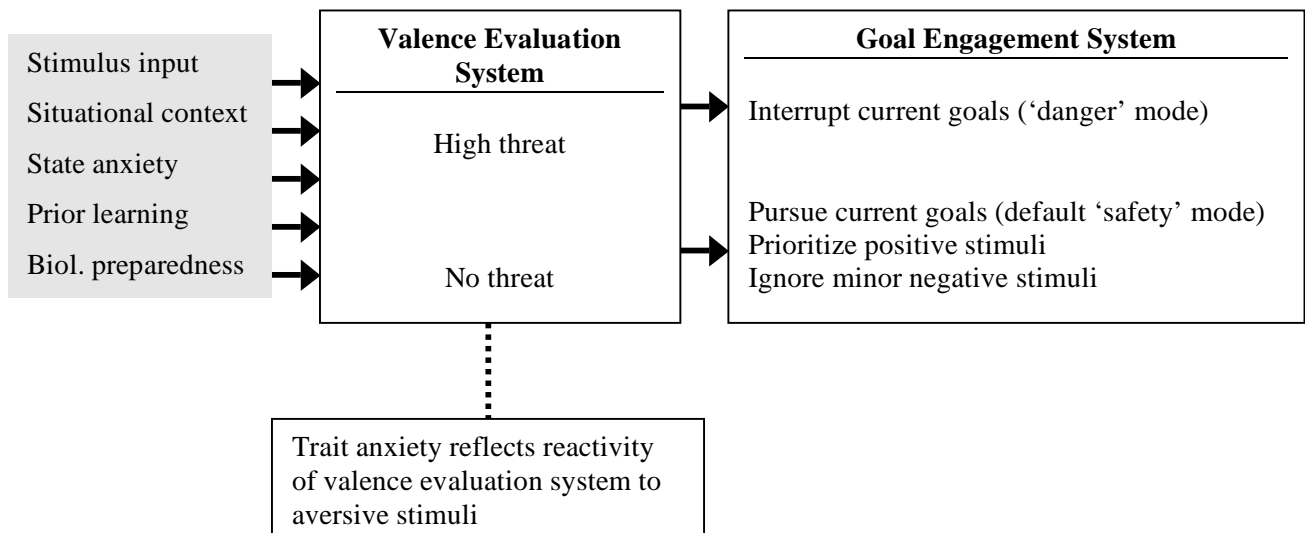 Stimulus input
Situational context
State anxiety
Prior learning
Biol. preparedness
Valence Evaluation
System
High threat
No threat
Goal Engagement System
Interrupt current goals (‘danger’ mode)
Pursue current goals (default ‘safety’ mode)
Prioritize positive stimuli
Ignore minor negative stimuli
Trait anxiety reflects reactivity
of valence evaluation system to
aversive stimuli